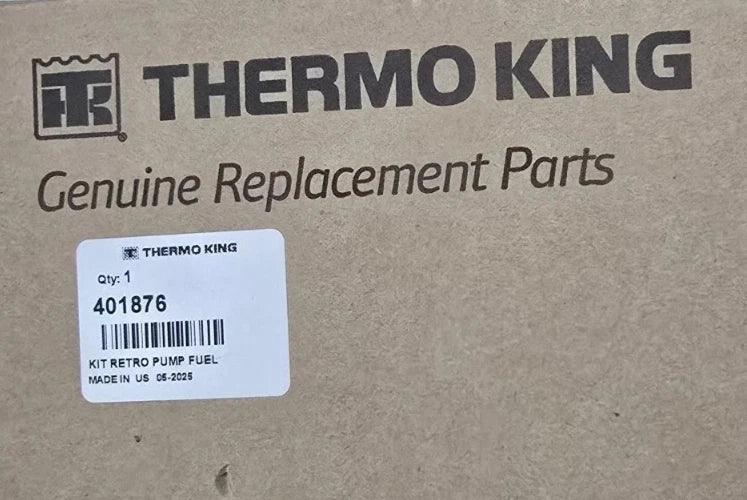 TK
THERMO KING
Genuine Replacement Parts
THERMO KING
Qty: 1
401876
KIT RETRO PUMP FUEL
MADE IN US 05-2025